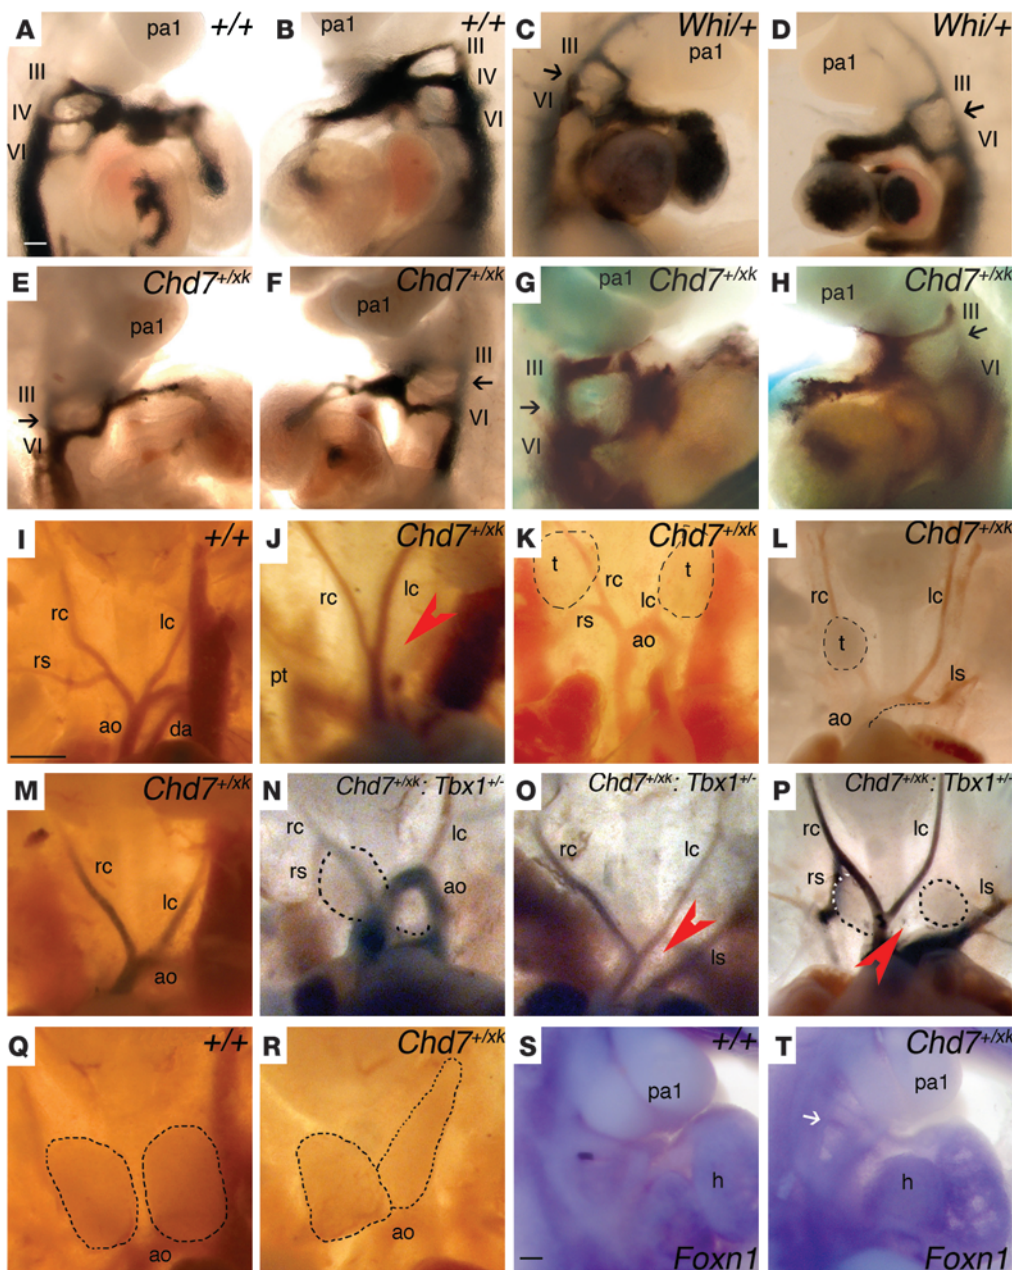 A pa1 +/+
III
IV
VI
B pa1 +/+
III
IV
VI
C Whi/+
III pa1
VI
D Whi/+
pa1 III
VI
E Chd7+/xk
pa1
III
VI
F Chd7+/xk
pa1
III
VI
G pa1 Chd7+/xk
III
VI
H Chd7+/xk
pa1 III
VI
I +/+
rc lc
rs
ao da
J Chd7+/xk
rc lc
pt
K Chd7+/xk
t t
rc
rs lc
ao
L Chd7+/xk
rc lc
t
ls
ao
M Chd7+/xk
rc lc
ao
N Chd7+/xk: Tbx1+/-
rc lc
rs ao
O Chd7+/xk: Tbx1+/-
rc lc
ls
P Chd7+/xk: Tbx1+/-
rc lc
rs ls
Q +/+
ao
R Chd7+/xk
ao
S +/+
pa1
h
Foxn1
T Chd7+/xk
pa1
h
Foxn1